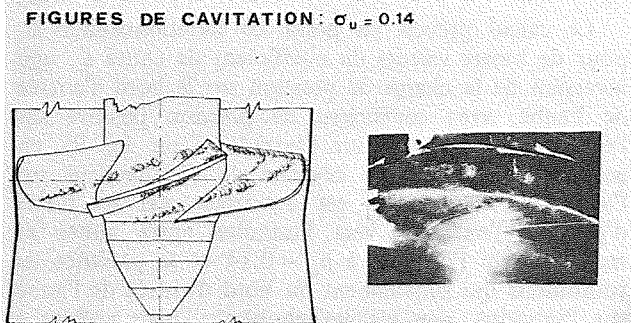 FIGURES DE CAVITATION: σu = 0.14